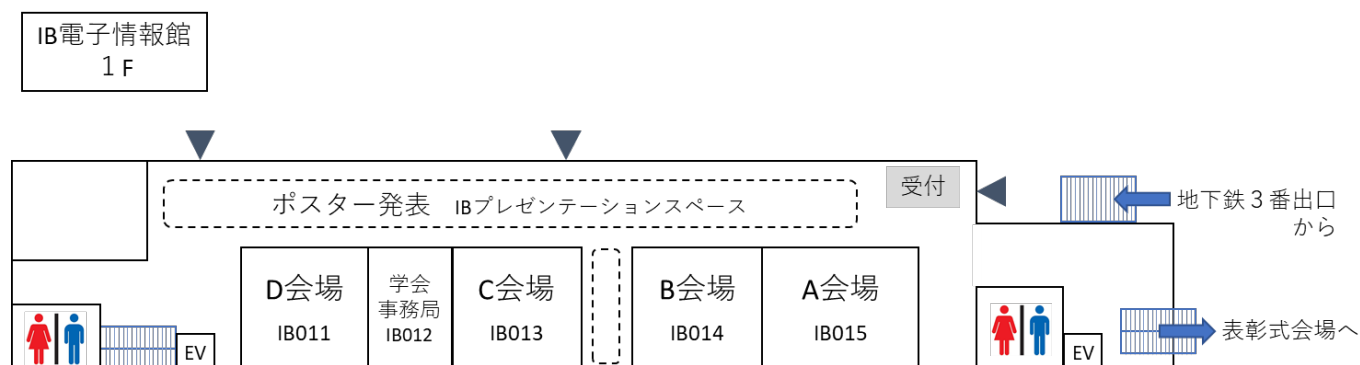 IB電子情報館
１F
受付
ポスター発表 IBプレゼンテーションスペース
地下鉄３番出口
から
D会場
IB011
学会
事務局
IB012
C会場
IB013
B会場
IB014
A会場
IB015
EV
EV
表彰式会場へ